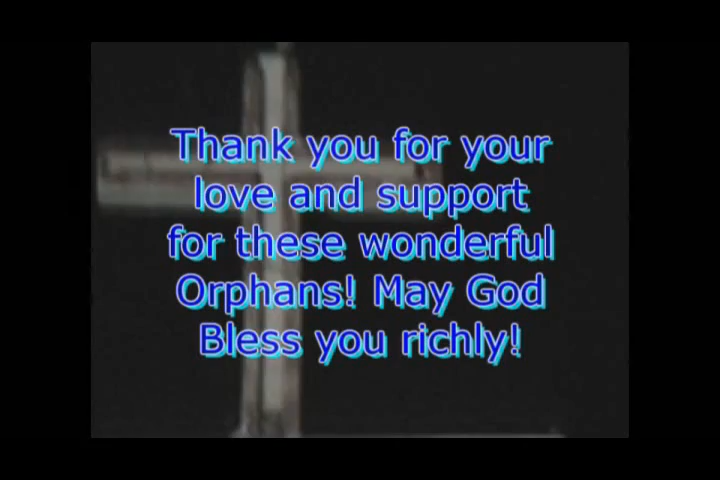 Thank you for your
love and support
for these wonderful
Orphans! May God
Bless you richly!